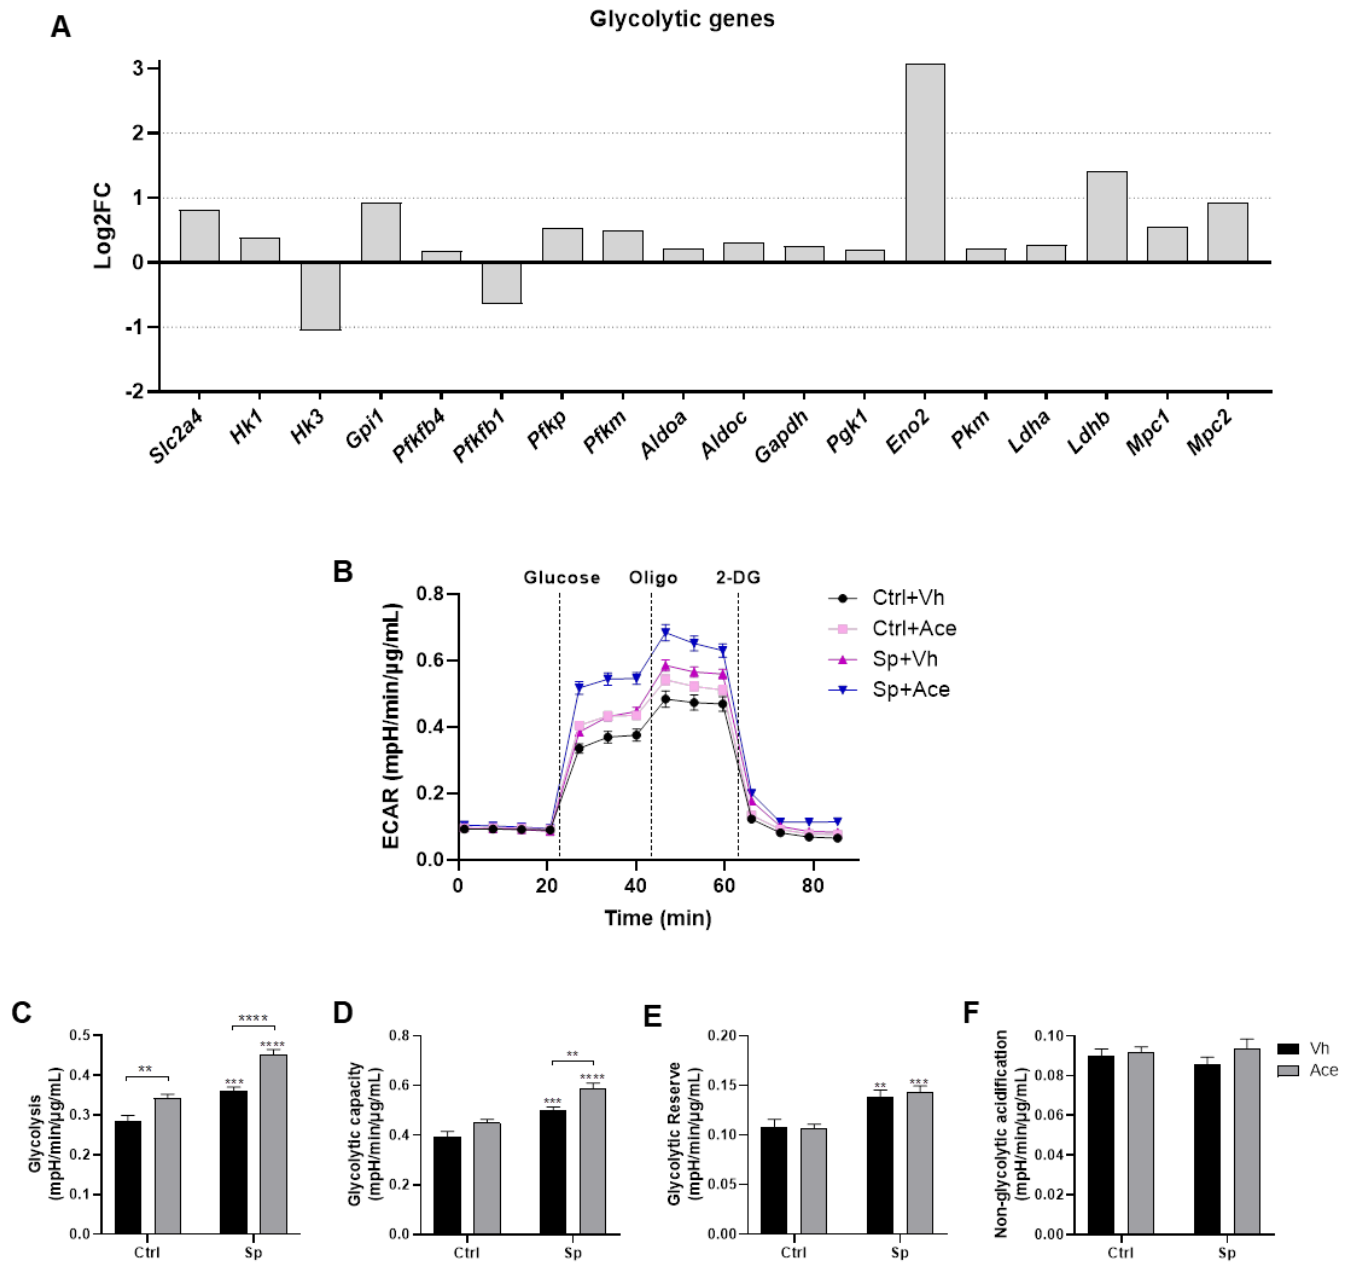 A
Glycolytic genes
Log2FC
3
2
1
0
-1
-2
Slc2a4
Hk1
Hk3
Gpi1
Pfkfb4
Pfkfb1
Pfkp
Pfkm
Aldoa
Aldoc
Gapdh
Pgk1
Eno2
Pkm
Ldha
Ldhb
Mpc1
Mpc2
B
Glucose
Oligo
2-DG
ECAR (mpH/min/µg/mL)
0.8
0.6
0.4
0.2
0.0
0
20
40
60
80
Time (min)
Ctrl+Vh
Ctrl+Ace
Sp+Vh
Sp+Ace
C
Glycolysis
(mpH/min/µg/mL)
0.5
0.4
0.3
0.2
0.1
0.0
**
****
***
****
Ctrl
Sp
D
Glycolytic capacity
(mpH/min/µg/mL)
0.8
0.6
0.4
0.2
0.0
**
***
****
Ctrl
Sp
E
Glycolytic Reserve
(mpH/min/µg/mL)
0.20
0.15
0.10
0.05
0.00
**
***
Ctrl
Sp
F
Non-glycolytic acidification
(mpH/min/µg/mL)
0.10
0.08
0.06
0.04
0.02
0.00
Ctrl
Sp
Vh
Ace